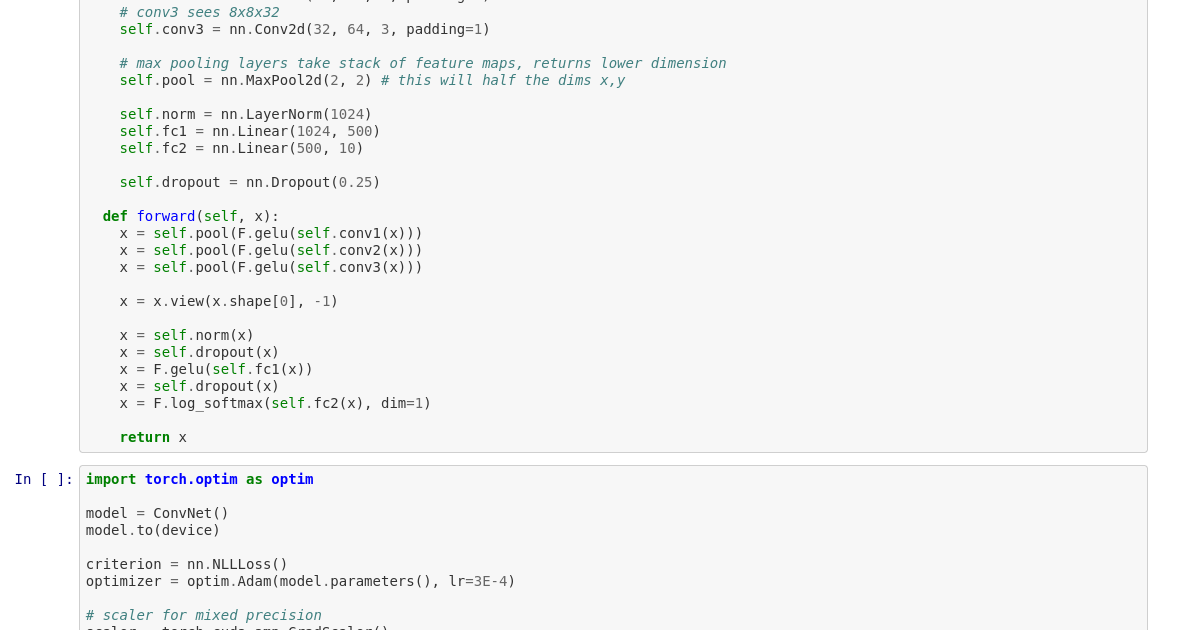 # conv3 sees 8x8x32
self.conv3 = nn.Conv2d(32, 64, 3, padding=1)
# max pooling layers take stack of feature maps, returns lower dimension
self.pool = nn.MaxPool2d(2, 2) # this will half the dims x,y
self.norm = nn.LayerNorm(1024)
self.fc1 = nn.Linear(1024, 500)
self.fc2 = nn.Linear(500, 10)
self.dropout = nn.Dropout(0.25)
def forward(self, x):
x = self.pool(F.gelu(self.conv1(x)))
x = self.pool(F.gelu(self.conv2(x)))
x = self.pool(F.gelu(self.conv3(x)))
x = x.view(x.shape[0], -1)
x = self.norm(x)
x = self.dropout(x)
x = F.gelu(self.fc1(x))
x = self.dropout(x)
x = F.log_softmax(self.fc2(x), dim=1)
return x
In [ ]: import torch.optim as optim
model = ConvNet()
model.to(device)
criterion = nn.NLLLoss()
optimizer = optim.Adam(model.parameters(), lr=3E-4)
# scaler for mixed precision